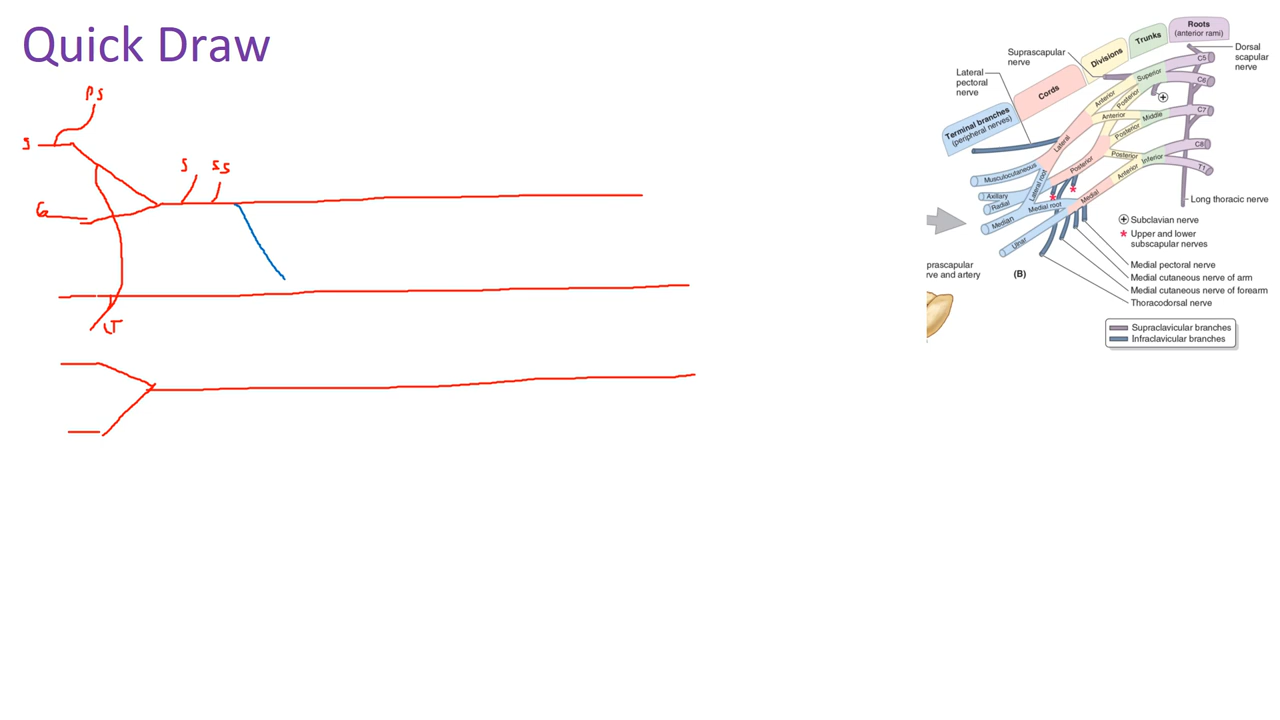 Quick Draw
DS
5
S
SS
6
LT
Roots
(anterior rami)
Trunks
Divisions
Cords
Terminal branches
(peripheral nerves)
Suprascapular
nerve
Lateral
pectoral
nerve
Dorsal
scapular
nerve
C5
C6
C7
C8
T1
Superior
Middle
Inferior
Anterior
Posterior
Anterior
Posterior
Posterior
Anterior
Lateral
Posterior
Medial
Musculocutaneous
Axillary
Radial
Median
Ulnar
Lateral root
Medial root
Long thoracic nerve
Subclavian nerve
* Upper and lower
subscapular nerves
Medial pectoral nerve
Medial cutaneous nerve of arm
Medial cutaneous nerve of forearm
Thoracodorsal nerve
prascapular
rve and artery
(B)
Supraclavicular branches
Infraclavicular branches